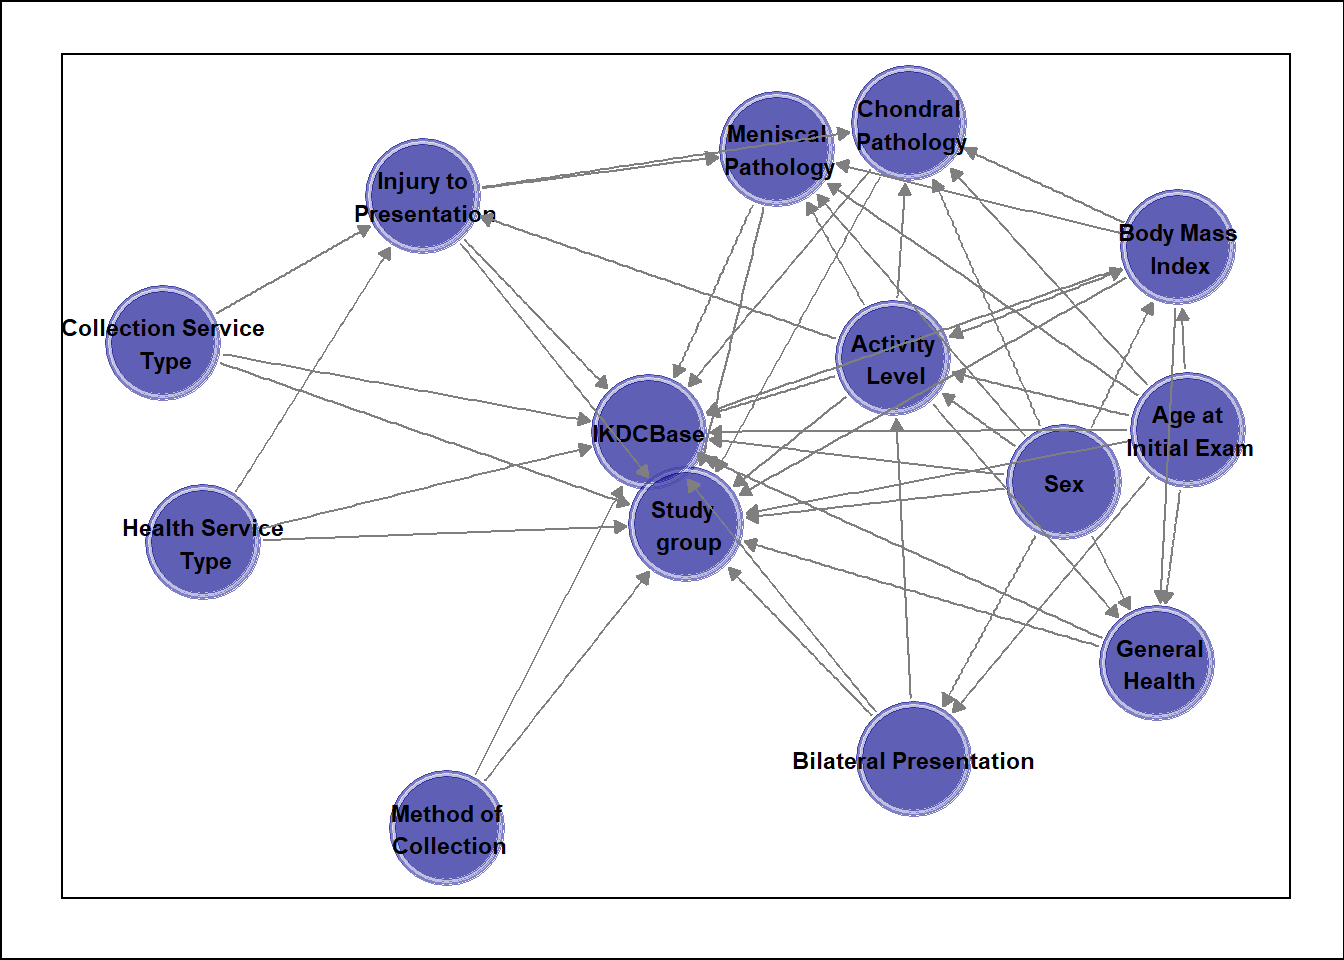 Chondral
Pathology
Meniscal
Pathology
Injury to
Presentation
Body Mass
Index
Collection Service
Type
Activity
Level
Age at
Initial Exam
IKDCBase
Sex
Study
group
Health Service
Type
General
Health
Bilateral Presentation
Method of
Collection